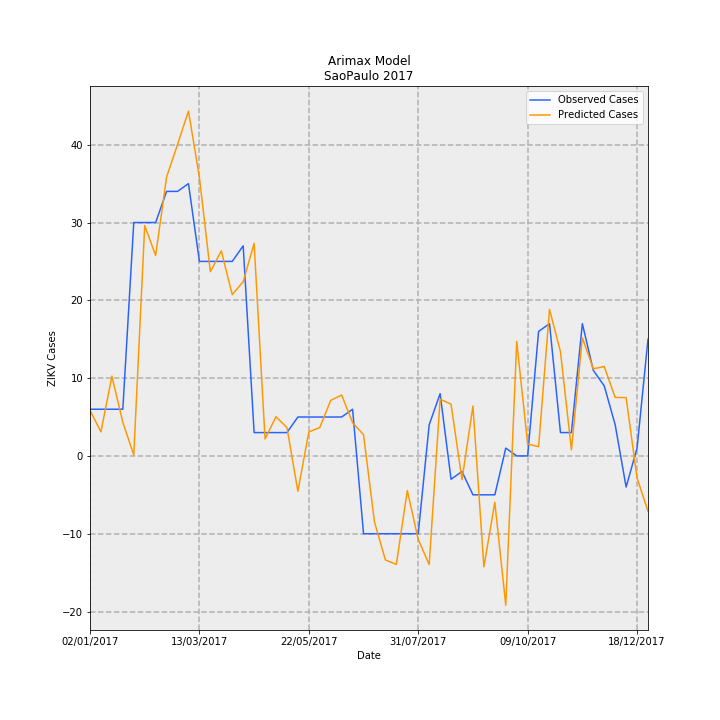 Arimax Model
SaoPaulo 2017
Observed Cases
Predicted Cases
ZIKV Cases
40
30
20
10
0
−10
−20
02/01/2017 13/03/2017 22/05/2017 31/07/2017 09/10/2017 18/12/2017
Date